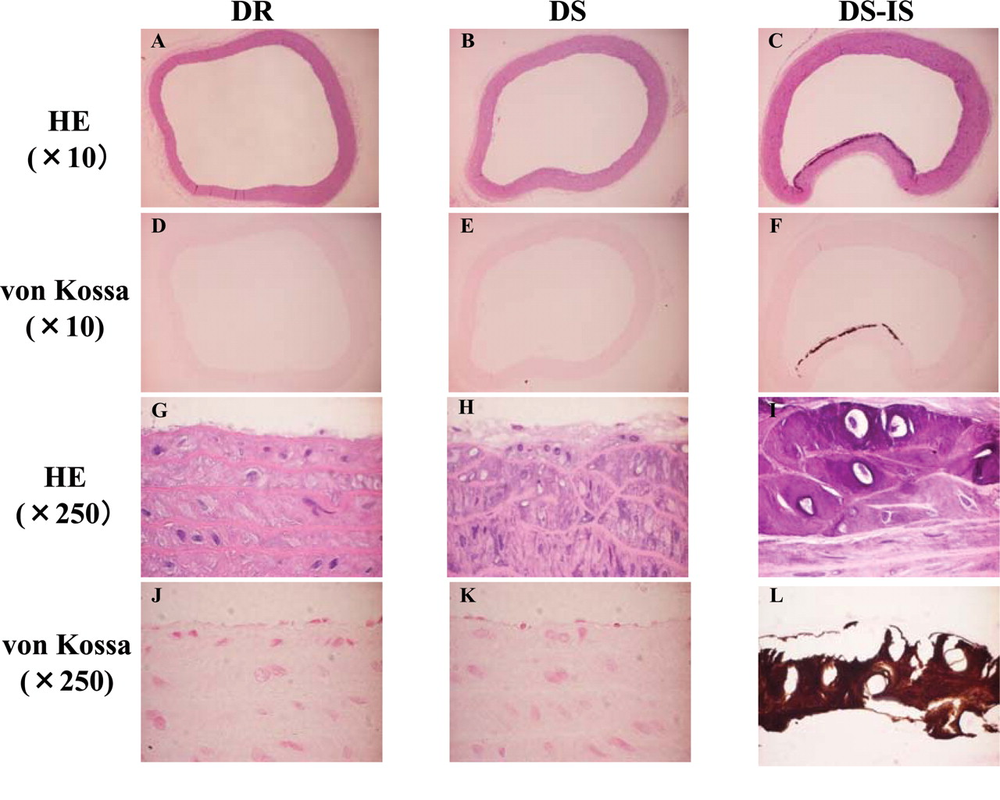 DR DS DS-IS
A B C
HE
(×10)
D E F
von Kossa
(×10)
G H I
HE
(×250)
J K L
von Kossa
(×250)